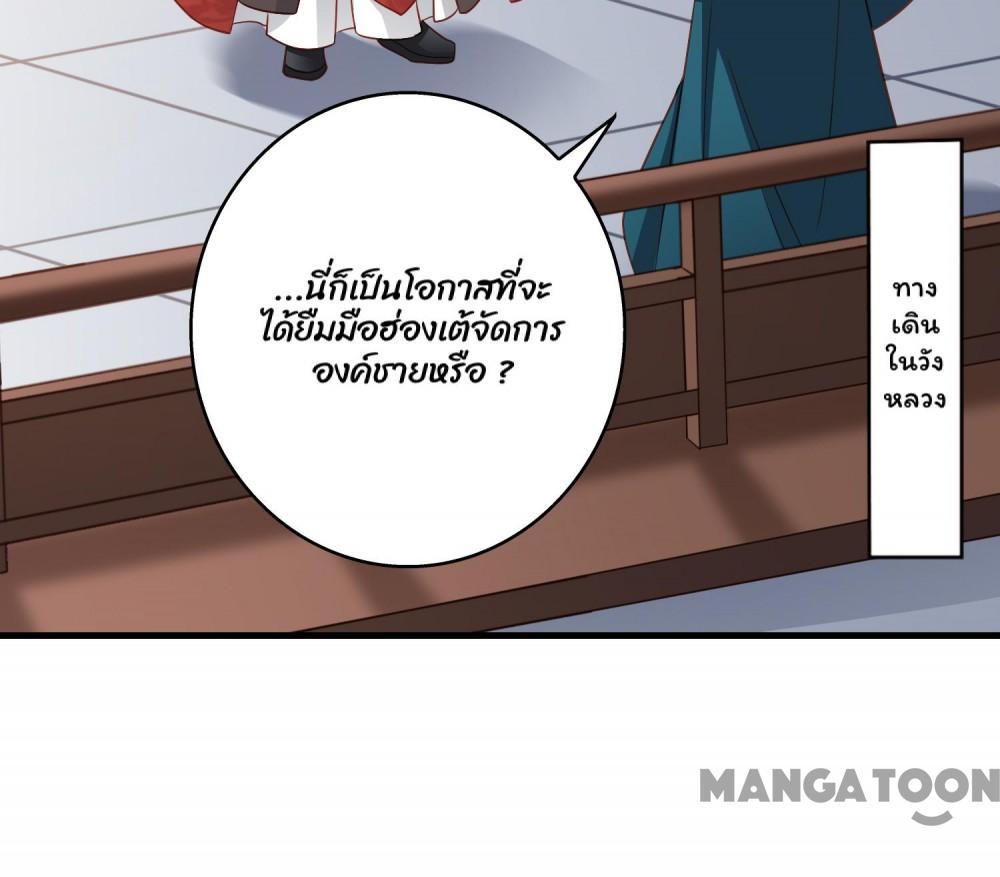 ...นี่ก็เป็นโอกาสที่จะ
ได้ยืมมือฮ่องเต้จัดการ
องค์ชายหรือ ?
ทาง
เดิน
ในวัง
หลวง
MANGATOON